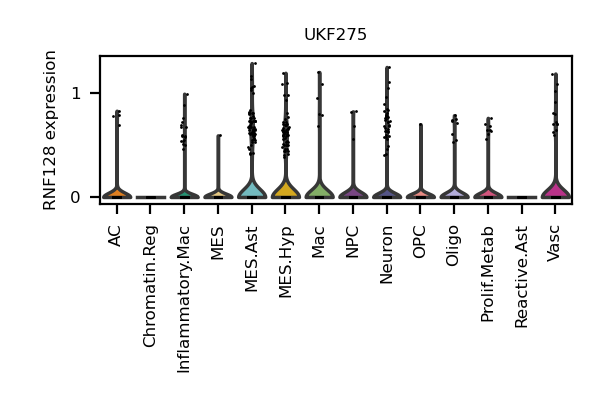 UKF275
RNF128 expression
1
0
AC
Chromatin.Reg
Inflammatory.Mac
MES
MES.Ast
MES.Hyp
Mac
NPC
Neuron
OPC
Oligo
Prolif.Metab
Reactive.Ast
Vasc